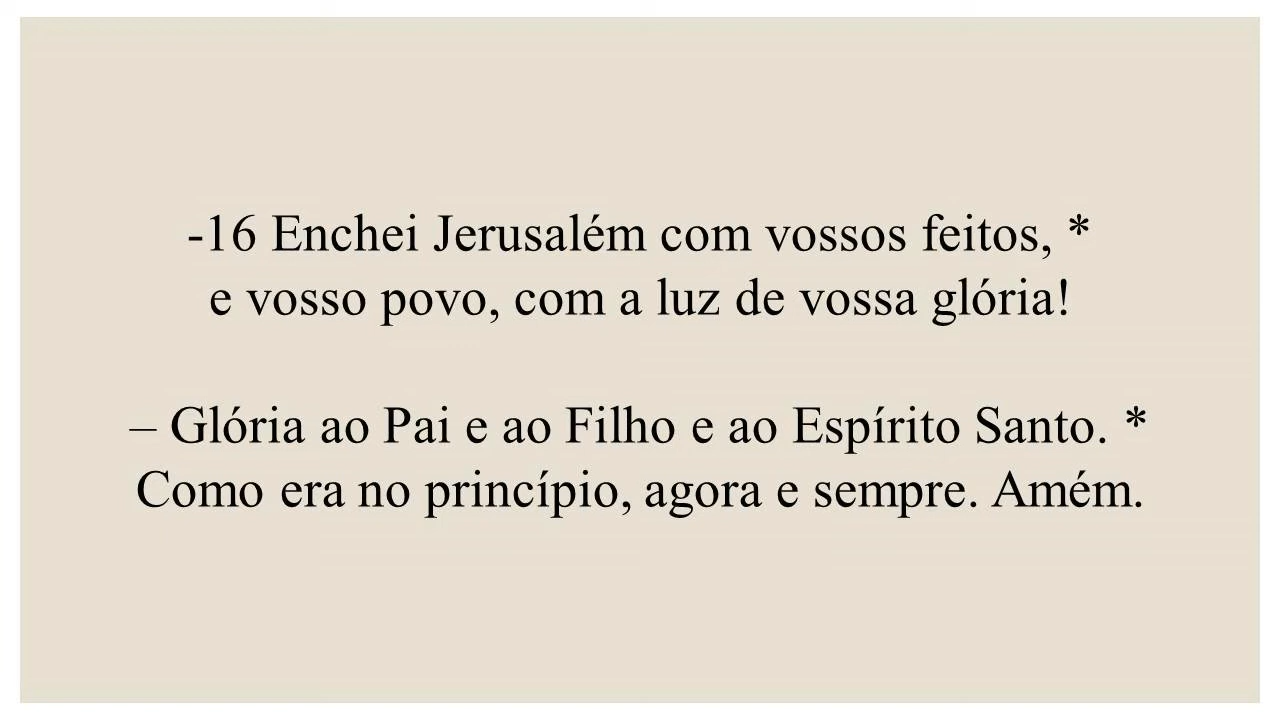 -16 Enchei Jerusalém com vossos feitos, *
e vosso povo, com a luz de vossa glória!
– Glória ao Pai e ao Filho e ao Espírito Santo. *
Como era no princípio, agora e sempre. Amém.